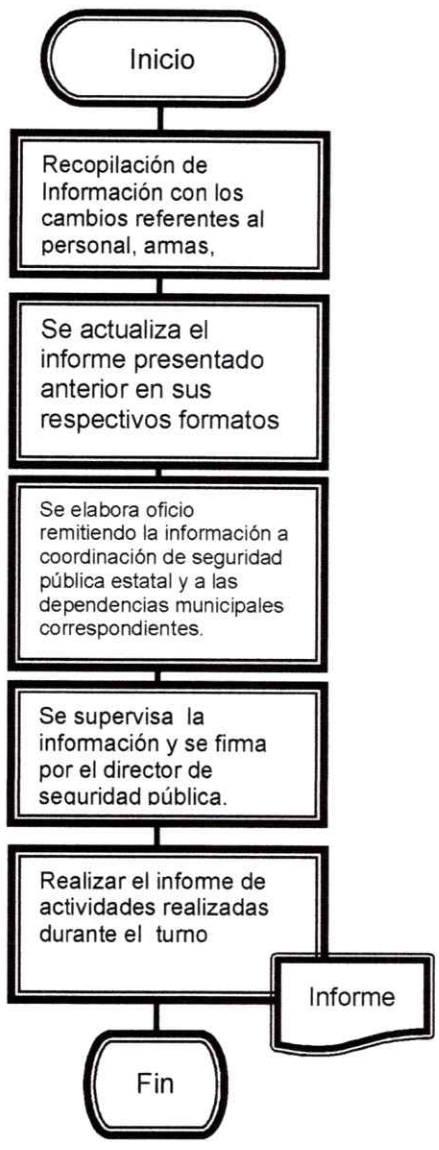 Inicio
Recopilación de
Información con los
cambios referentes al
personal, armas,
Se actualiza el
informe presentado
anterior en sus
respectivos formatos
Se elabora oficio
remitiendo la información a
coordinación de seguridad
pública estatal y a las
dependencias municipales
correspondientes.
Se supervisa la
información y se firma
por el director de
seguridad pública.
Realizar el informe de
actividades realizadas
durante el turno
Informe
Fin